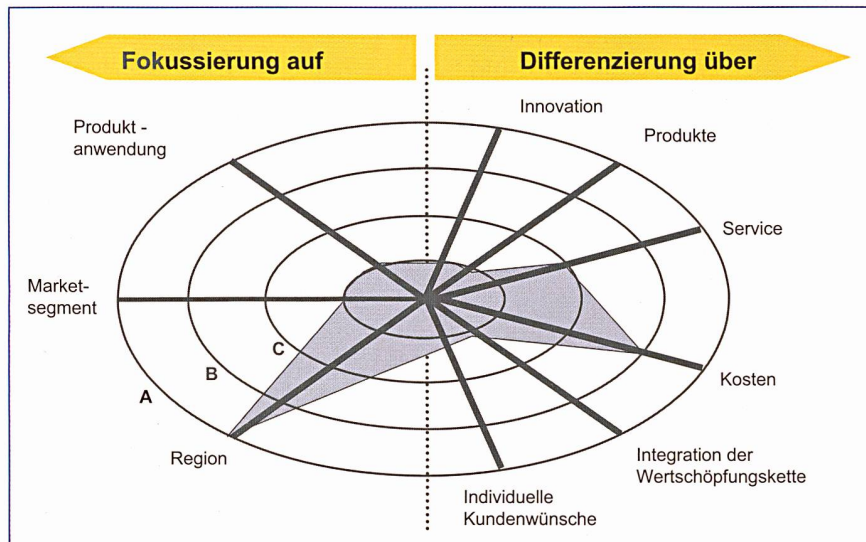 Fokussierung auf
Differenzierung über
Innovation
Produkt -
anwendung
Produkte
Service
Market-
segment
C
B
A
Kosten
Region
Integration der
Wertschöpfungskette
Individuelle
Kundenwünsche